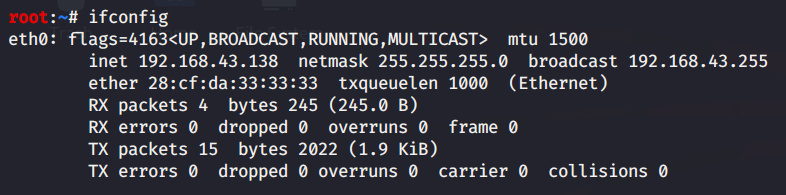 root:~# ifconfig
eth0: flags=4163<UP,BROADCAST,RUNNING,MULTICAST>  mtu 1500
        inet 192.168.43.138  netmask 255.255.255.0  broadcast 192.168.43.255
        ether 28:cf:da:33:33:33  txqueuelen 1000  (Ethernet)
        RX packets 4  bytes 245 (245.0 B)
        RX errors 0  dropped 0  overruns 0  frame 0
        TX packets 15  bytes 2022 (1.9 KiB)
        TX errors 0  dropped 0 overruns 0  carrier 0  collisions 0